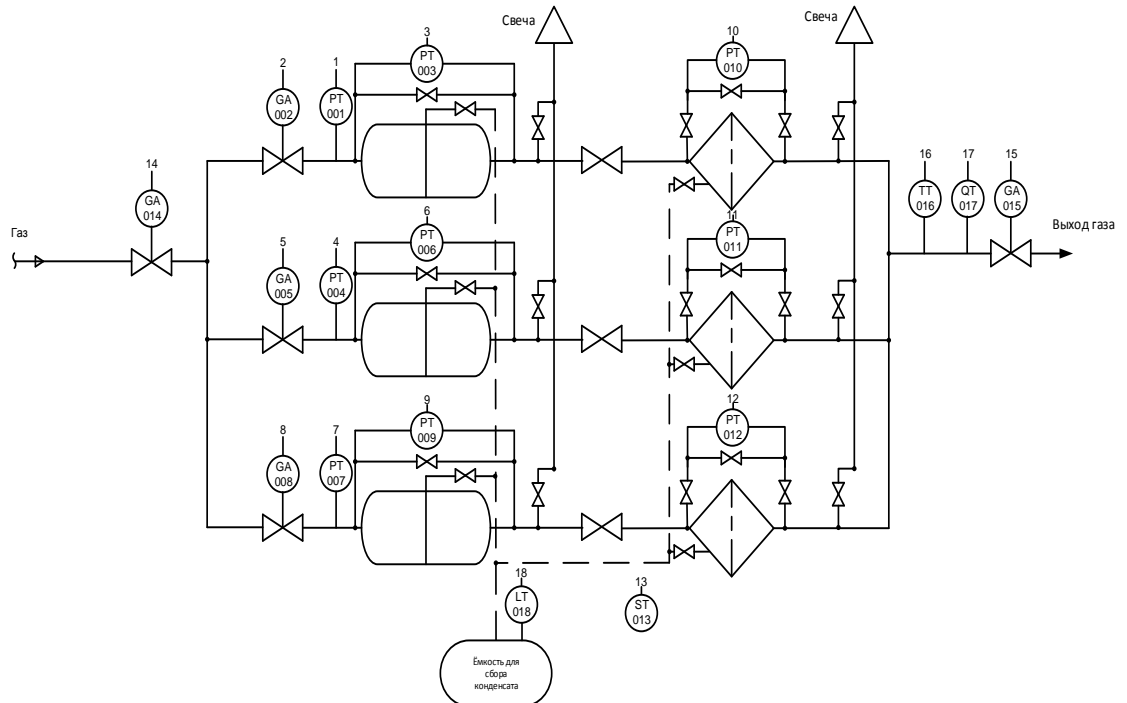 Свеча
Свеча
3
PT
003
10
PT
010
2
GA
002
1
PT
001
14
GA
014
16
TT
016
17
QT
017
15
GA
015
Газ
Выход газа
6
PT
006
11
PT
011
5
GA
005
4
PT
004
9
PT
009
12
PT
012
8
GA
008
7
PT
007
18
LT
018
13
ST
013
Ёмкость для
сбора
конденсата